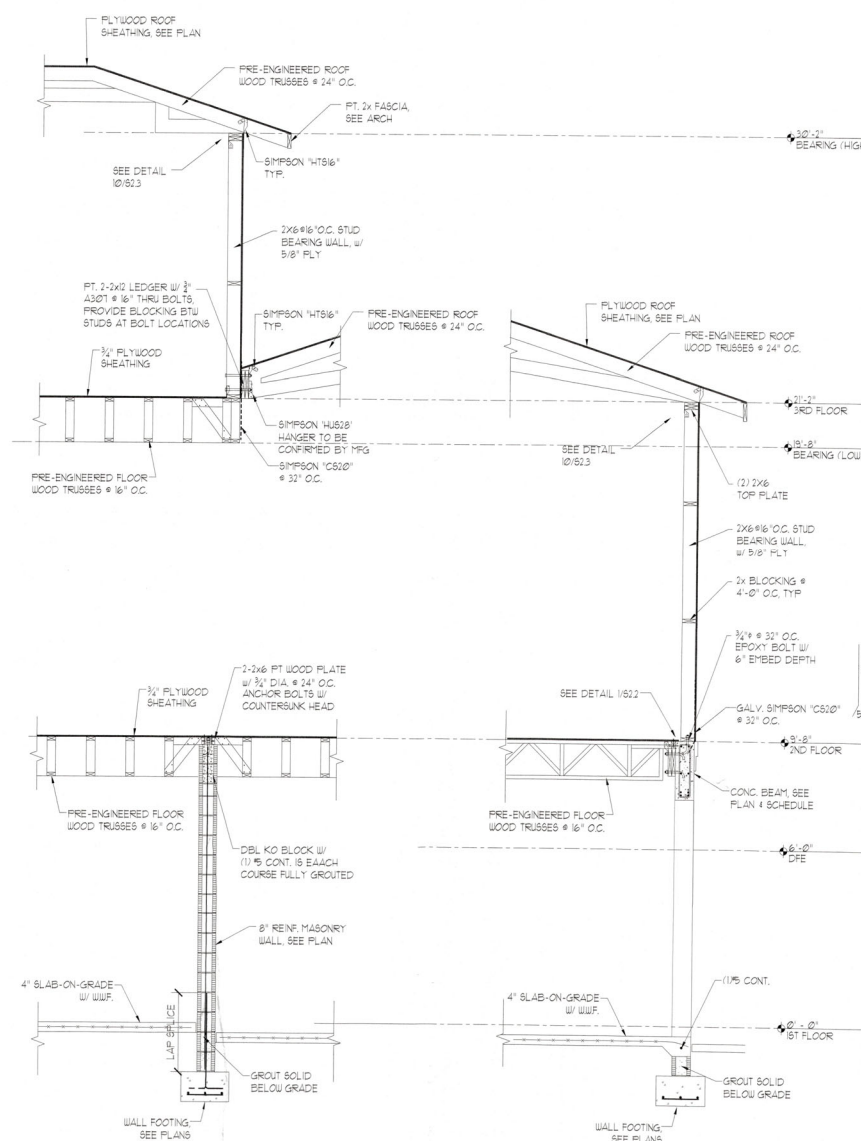 PLYWOOD ROOF
SHEATHING, SEE PLAN
PRE-ENGINEERED ROOF
WOOD TRUSSES @ 24" O.C.
PT. 2x FASCIA,
SEE ARCH
30'-2"
BEARING (HIG
SEE DETAIL
10/S2.3
SIMPSON "HTS16"
TYP.
2X6@16"O.C. STUD
BEARING WALL, W/
5/8" PLY
PT. 2-2x12 LEDGER W/ 3/4"
A307 @ 16" THRU BOLTS,
PROVIDE BLOCKING BTW
STUDS AT BOLT LOCATIONS
SIMPSON "HTS16"
TYP.
PRE-ENGINEERED ROOF
WOOD TRUSSES @ 24" O.C.
PLYWOOD ROOF
SHEATHING, SEE PLAN
PRE-ENGINEERED ROOF
WOOD TRUSSES @ 24" O.C.
3/4" PLYWOOD
SHEATHING
21'-2"
3RD FLOOR
SIMPSON 'HUS28'
HANGER TO BE
CONFIRMED BY MFG
SIMPSON "CS20"
@ 32" O.C.
PRE-ENGINEERED FLOOR
WOOD TRUSSES @ 16" O.C.
SEE DETAIL
10/S2.3
19'-8"
BEARING (LOW
(2) 2X6
TOP PLATE
2X6@16"O.C. STUD
BEARING WALL,
W/ 5/8" PLY
2x BLOCKING @
4'-0" O.C, TYP
3/4"Φ @ 32" O.C.
EPOXY BOLT W/
6" EMBED DEPTH
2-2x6 PT WOOD PLATE
W/ 3/4" DIA. @ 24" O.C.
ANCHOR BOLTS W/
COUNTERSUNK HEAD
3/4" PLYWOOD
SHEATHING
SEE DETAIL 1/S2.2
GALV. SIMPSON "CS20"
@ 32" O.C.
9'-8"
2ND FLOOR
CONC. BEAM, SEE
PLAN & SCHEDULE
PRE-ENGINEERED FLOOR
WOOD TRUSSES @ 16" O.C.
PRE-ENGINEERED FLOOR
WOOD TRUSSES @ 16" O.C.
DBL KO BLOCK W/
(1) #5 CONT. IS EAACH
COURSE FULLY GROUTED
6'-0"
DFE
8" REINF. MASONRY
WALL, SEE PLAN
4" SLAB-ON-GRADE
W/ W.W.F.
LAP SPLICE
4" SLAB-ON-GRADE
W/ W.W.F.
(1)#5 CONT.
0' - 0"
1ST FLOOR
GROUT SOLID
BELOW GRADE
GROUT SOLID
BELOW GRADE
WALL FOOTING,
SEE PLANS
WALL FOOTING,
SEE PLANS